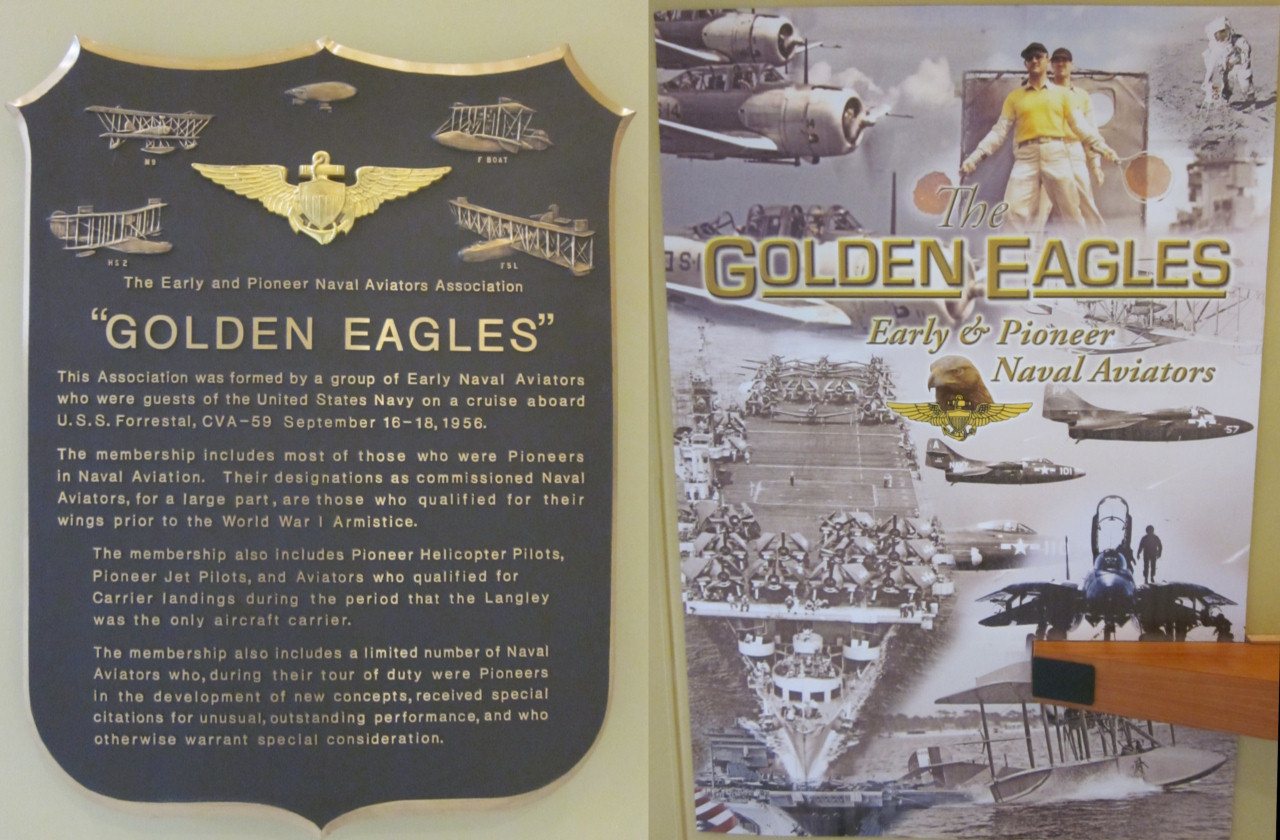 N9
F BOAT
HS2
F5L
The Early and Pioneer Naval Aviators Association
“GOLDEN EAGLES”
This Association was formed by a group of Early Naval Aviators
who were guests of the United States Navy on a cruise aboard
U.S.S. Forrestal, CVA-59 September 16-18, 1956.
The membership includes most of those who were Pioneers
in Naval Aviation. Their designations as commissioned Naval
Aviators, for a large part, are those who qualified for their
wings prior to the World War I Armistice.
The membership also includes Pioneer Helicopter Pilots,
Pioneer Jet Pilots, and Aviators who qualified for
Carrier landings during the period that the Langley
was the only aircraft carrier.
The membership also includes a limited number of Naval
Aviators who, during their tour of duty were Pioneers
in the development of new concepts, received special
citations for unusual, outstanding performance, and who
otherwise warrant special consideration.
The
GOLDEN EAGLES
Early & Pioneer
Naval Aviators
57
NAVY
101